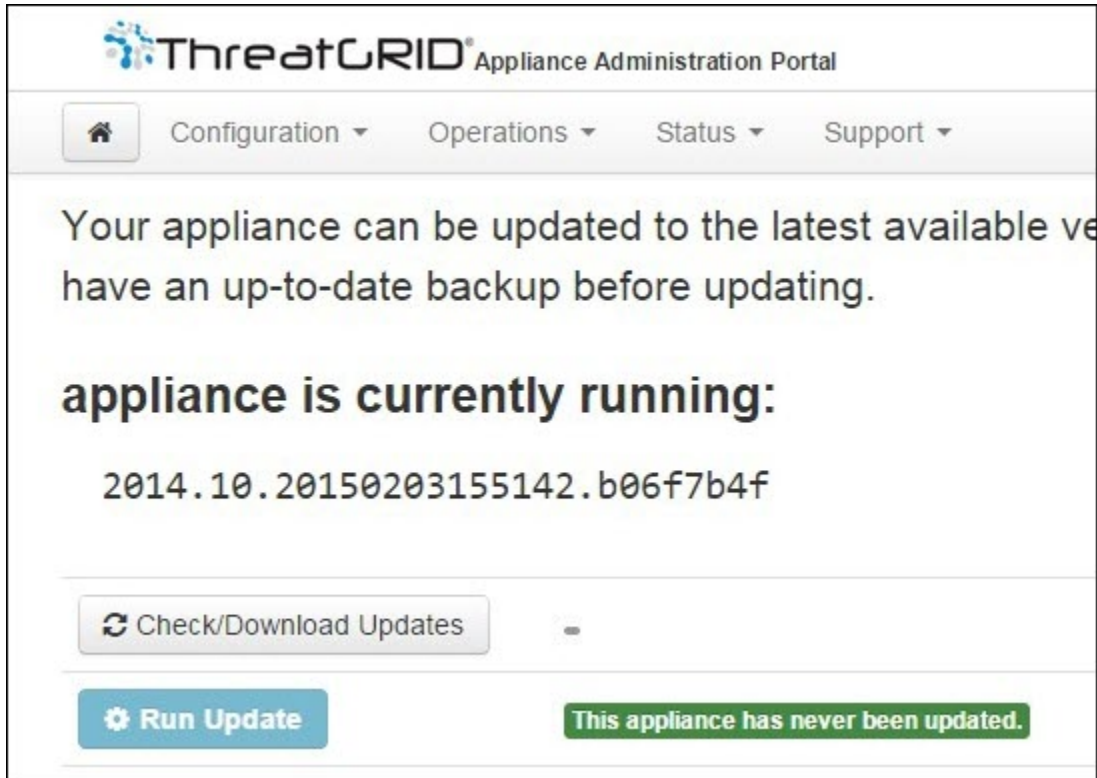 ThreatGRID® Appliance Administration Portal
Configuration Operations Status Support
Your appliance can be updated to the latest available ve
have an up-to-date backup before updating.
appliance is currently running:
2014.10.20150203155142.b06f7b4f
Check/Download Updates -
Run Update This appliance has never been updated.